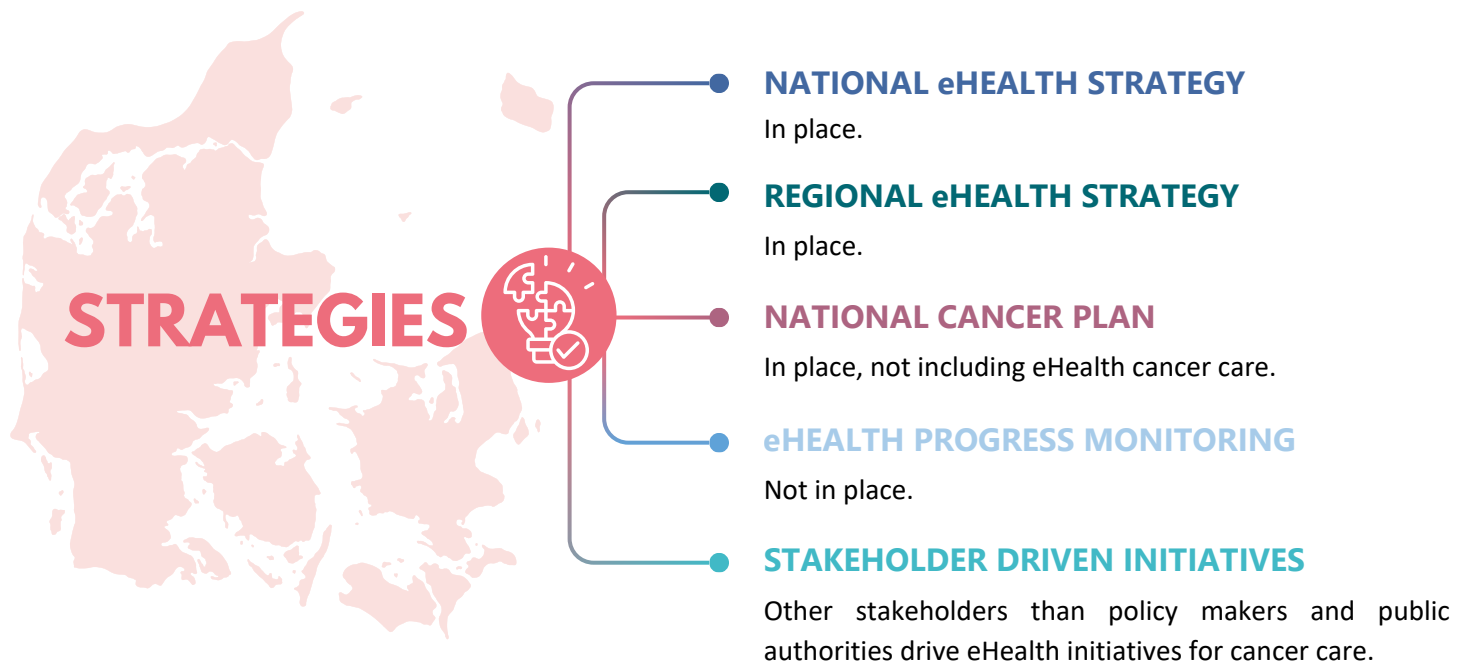 STRATEGIES
NATIONAL eHEALTH STRATEGY
In place.
REGIONAL eHEALTH STRATEGY
In place.
NATIONAL CANCER PLAN
In place, not including eHealth cancer care.
eHEALTH PROGRESS MONITORING
Not in place.
STAKEHOLDER DRIVEN INITIATIVES
Other stakeholders than policy makers and public
authorities drive eHealth initiatives for cancer care.